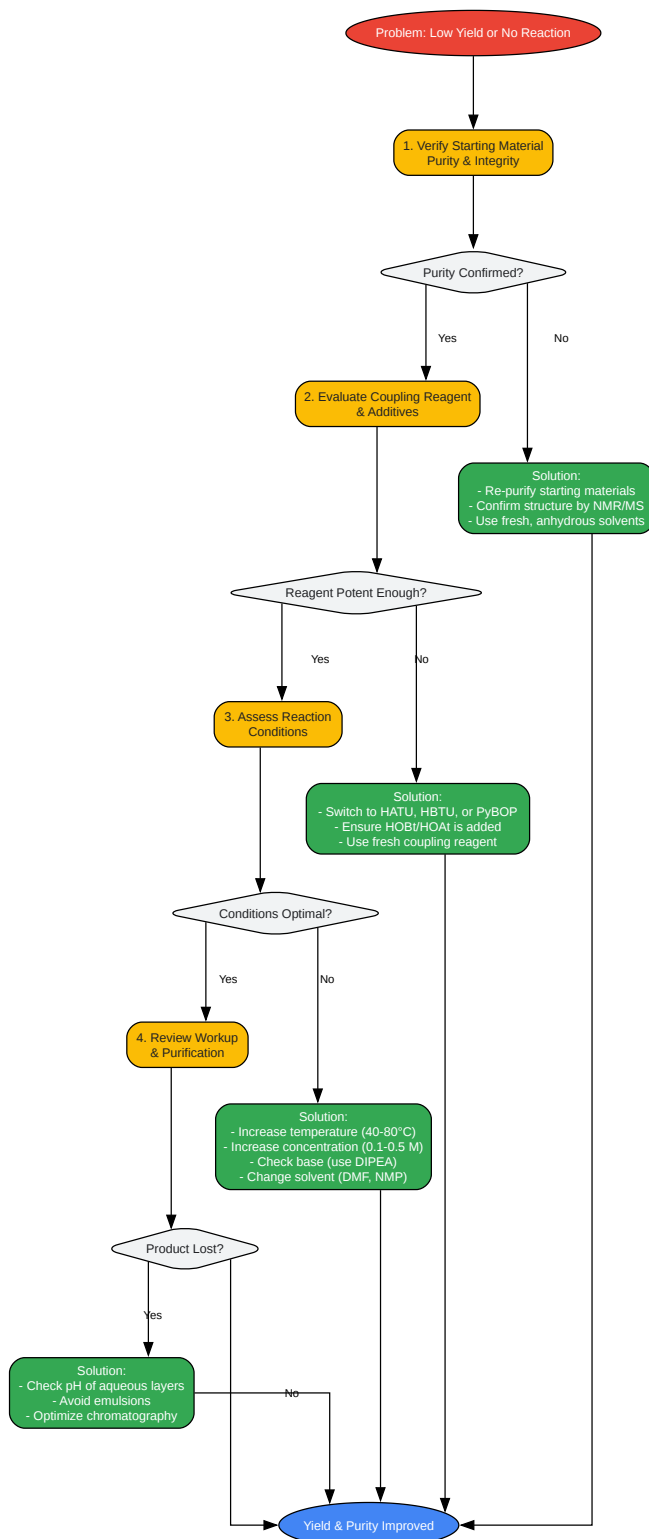 Problem: Low Yield or No Reaction
1. Verify Starting Material
Purity & Integrity
Purity Confirmed?
Yes
No
2. Evaluate Coupling Reagent
& Additives
Solution:
- Re-purify starting materials
- Confirm structure by NMR/MS
- Use fresh, anhydrous solvents
Reagent Potent Enough?
Yes
No
3. Assess Reaction
Conditions
Solution:
- Switch to HATU, HBTU, or PyBOP
- Ensure HOBt/HOAt is added
- Use fresh coupling reagent
Conditions Optimal?
Yes
No
4. Review Workup
& Purification
Solution:
- Increase temperature (40-80°C)
- Increase concentration (0.1-0.5 M)
- Check base (use DIPEA)
- Change solvent (DMF, NMP)
Product Lost?
Yes
Solution:
- Check pH of aqueous layers
- Avoid emulsions
- Optimize chromatography
No
Yield & Purity Improved